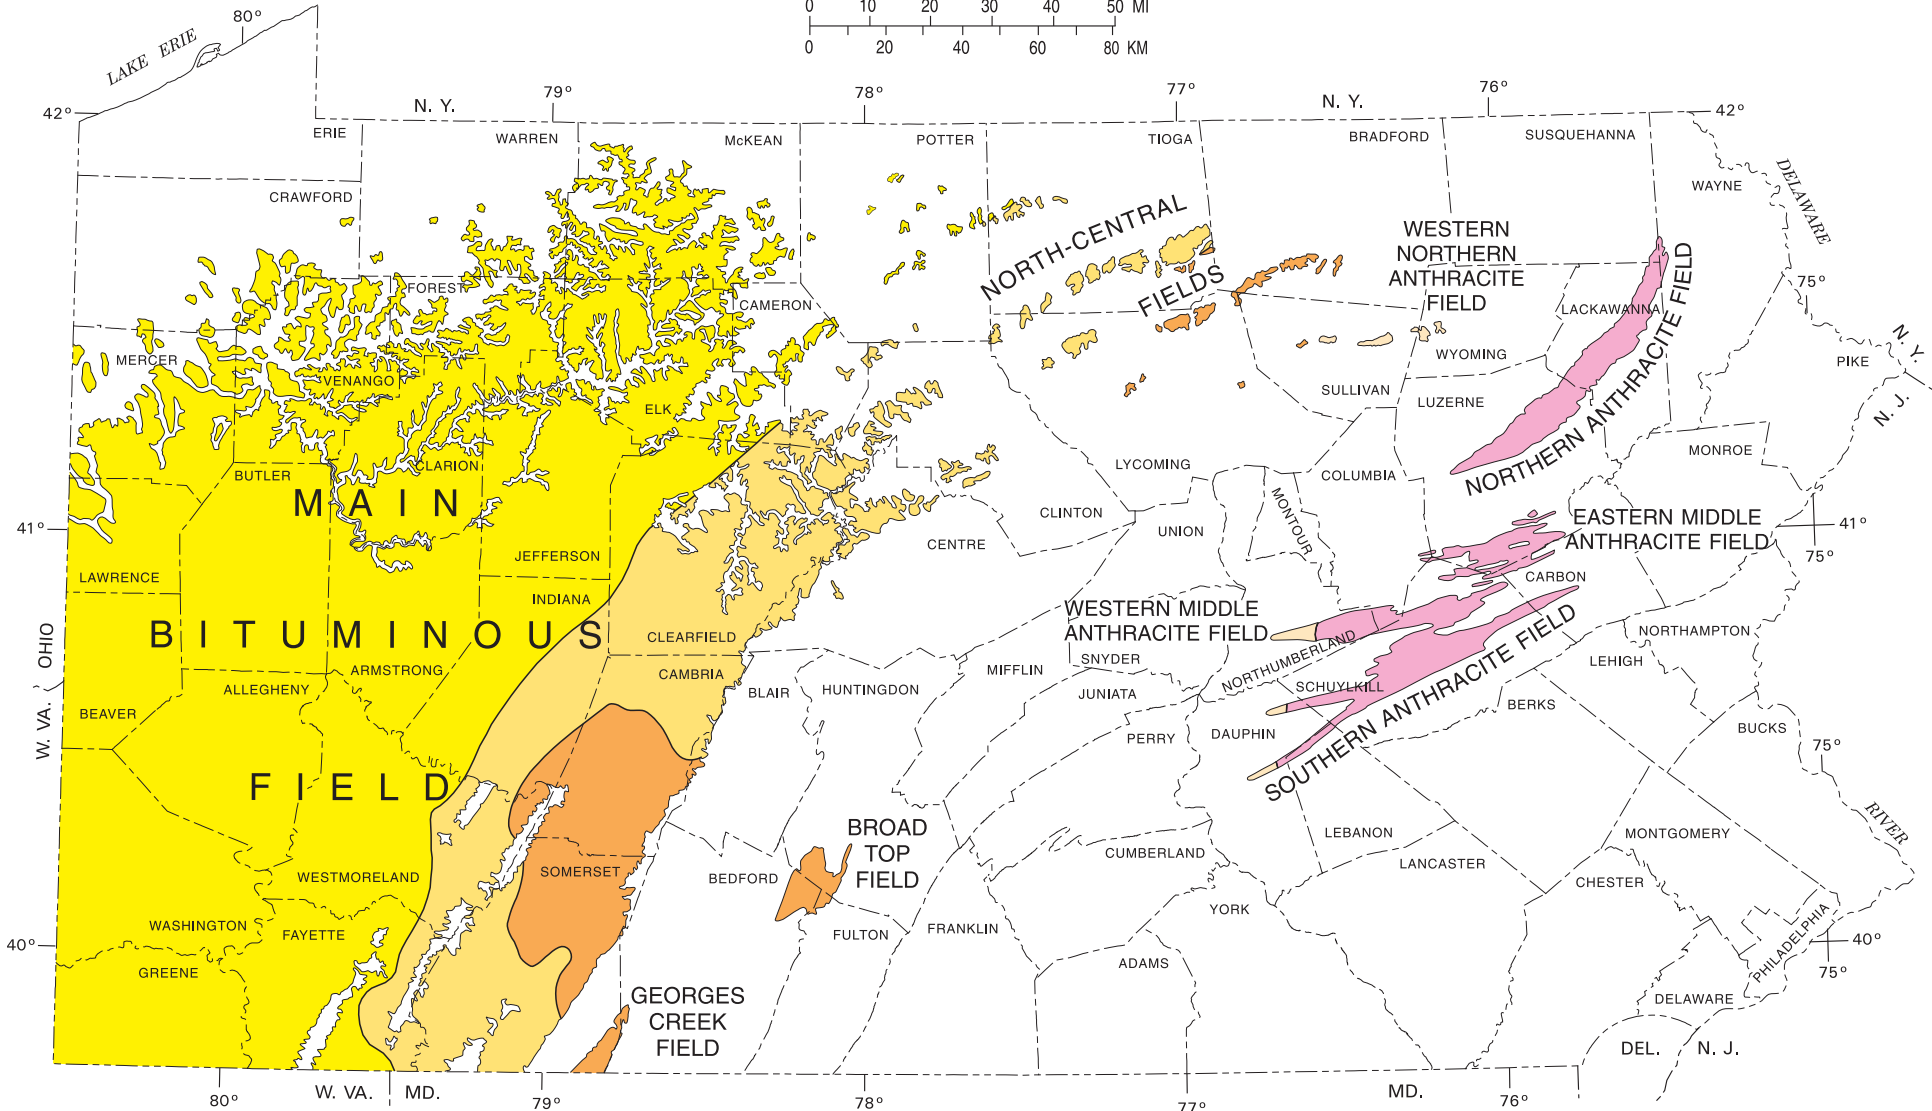 0 10 20 30 40 50 MI
0 20 40 60 80 KM
80°
LAKE ERIE
79°
78°
77°
76°
42°
N. Y.
N. Y.
42°
ERIE
WARREN
McKEAN
POTTER
TIOGA
BRADFORD
SUSQUEHANNA
WAYNE
DELAWARE
CRAWFORD
NORTH-CENTRAL
FIELDS
WESTERN
NORTHERN
ANTHRACITE
FIELD
75°
FOREST
CAMERON
LACKAWANNA
NORTHERN ANTHRACITE FIELD
N. Y.
N. J.
MERCER
VENANGO
ELK
WYOMING
PIKE
SULLIVAN
LUZERNE
BUTLER
CLARION
LYCOMING
COLUMBIA
MONROE
MAIN
CLINTON
MONTOUR
UNION
EASTERN MIDDLE
ANTHRACITE FIELD
41°
41°
75°
JEFFERSON
CENTRE
LAWRENCE
INDIANA
CARBON
BITUMINOUS
CLEARFIELD
WESTERN MIDDLE
ANTHRACITE FIELD
NORTHUMBERLAND
NORTHAMPTON
OHIO
W. VA.
ARMSTRONG
ALLEGHENY
CAMBRIA
BLAIR
HUNTINGDON
MIFFLIN
SNYDER
JUNIATA
SCHUYLKILL
LEHIGH
BEAVER
PERRY
DAUPHIN
SOUTHERN ANTHRACITE FIELD
BERKS
BUCKS
75°
FIELD
RIVER
BROAD
TOP
FIELD
LEBANON
MONTGOMERY
CUMBERLAND
LANCASTER
WESTMORELAND
SOMERSET
BEDFORD
CHESTER
WASHINGTON
FAYETTE
FULTON
FRANKLIN
YORK
PHILADELPHIA
40°
40°
75°
GREENE
ADAMS
GEORGES
CREEK
FIELD
DELAWARE
DEL.
N. J.
80°
W. VA.
MD.
79°
78°
77°
MD.
76°